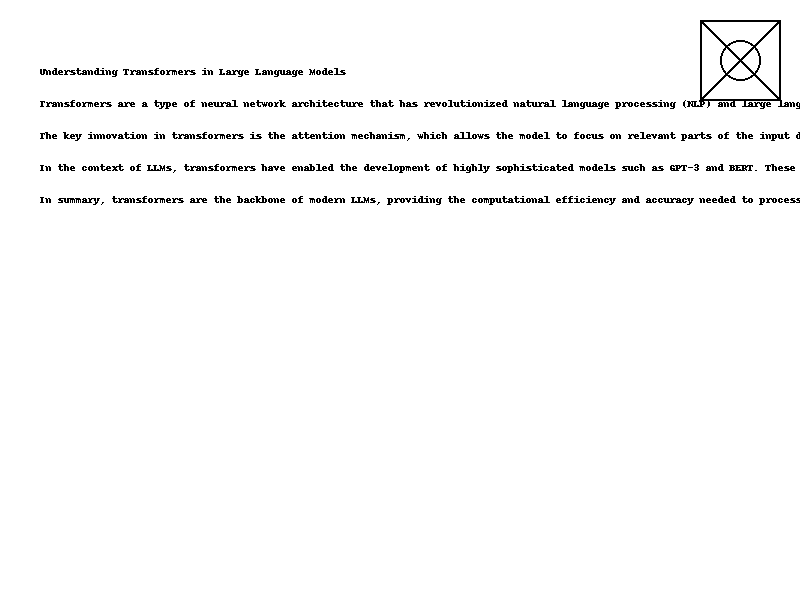 Understanding Transformers in Large Language Models
Transformers are a type of neural network architecture that has revolutionized natural language processing (NLP) and large lang
The key innovation in transformers is the attention mechanism, which allows the model to focus on relevant parts of the input d
In the context of LLMs, transformers have enabled the development of highly sophisticated models such as GPT-3 and BERT. These
In summary, transformers are the backbone of modern LLMs, providing the computational efficiency and accuracy needed to process